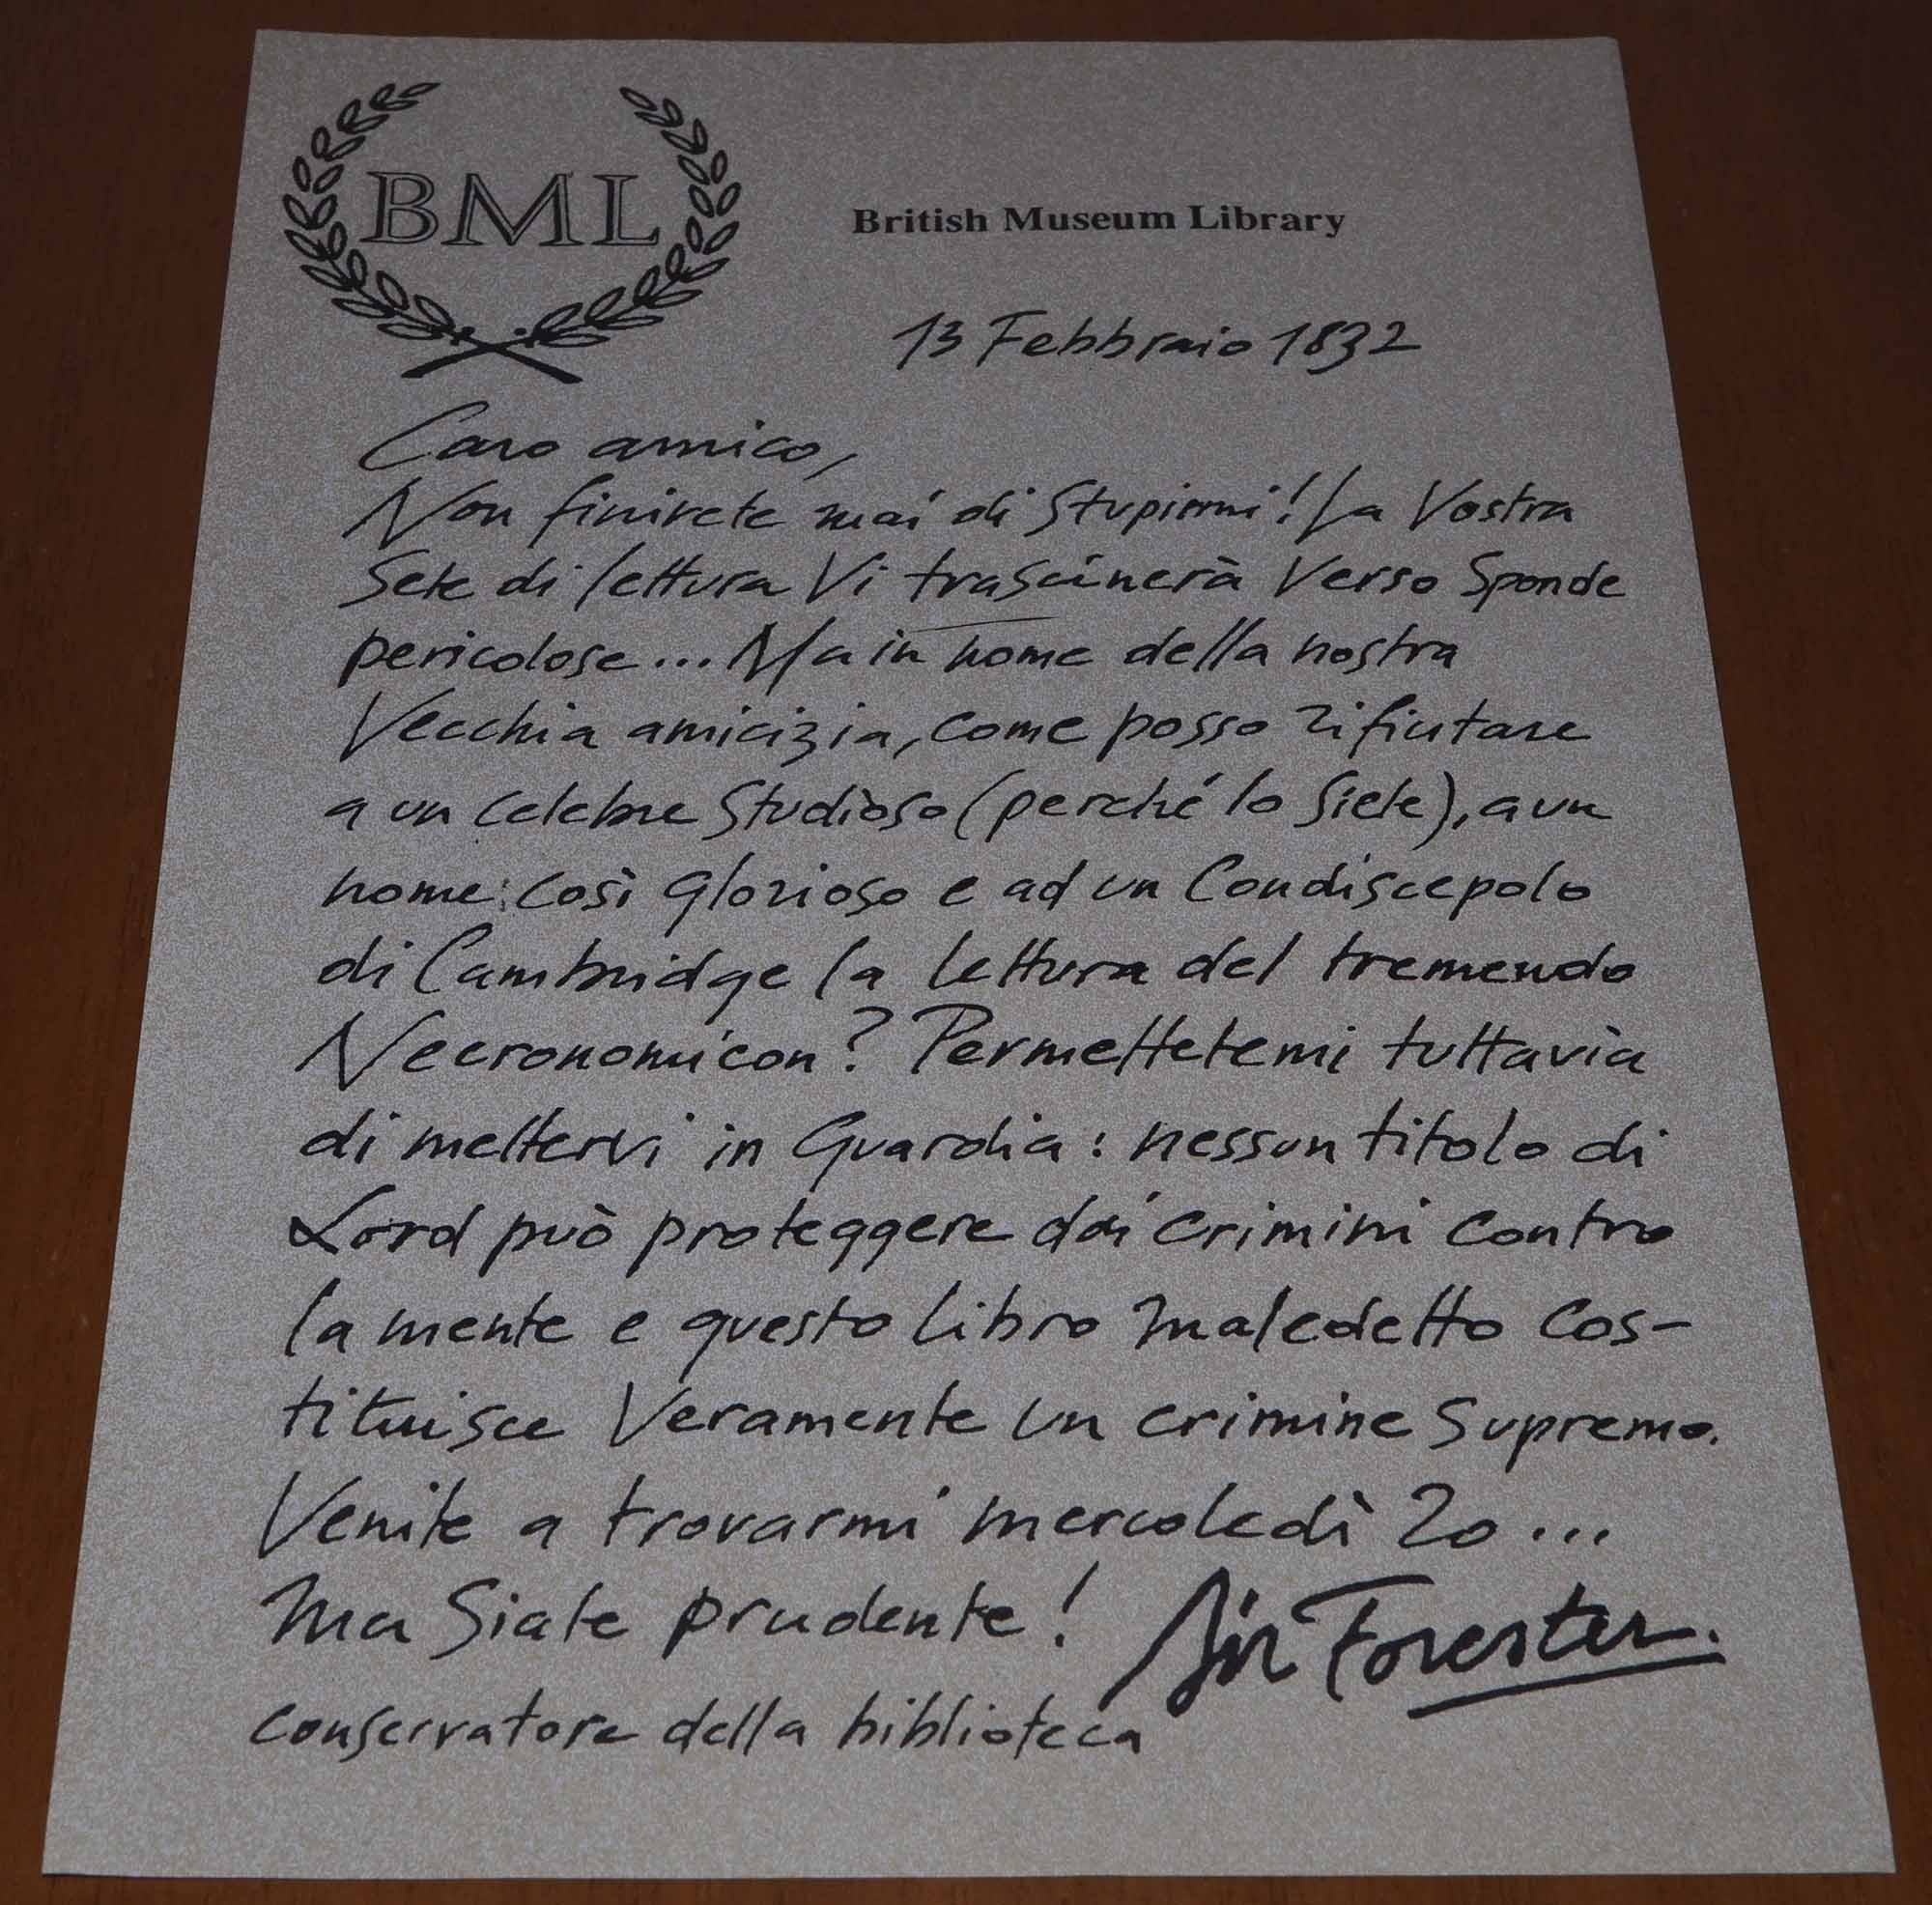 BML
British Museum Library
13 Febbraio 1832
Caro amico,
Non finirete mai di stupirmi! La Vostra
sete di lettura Vi trascinerà verso sponde
pericolose... Ma in nome della nostra
vecchia amicizia, come posso rifiutare
a un celebre studioso (perché lo siete), a un
nome così glorioso e ad un condiscepolo
di Cambridge la lettura del tremendo
Necronomicon? Permettetemi tuttavia
di mettervi in guardia: nessun titolo di
Lord può proteggere dai crimini contro
la mente e questo libro maledetto cos-
tituisce veramente un crimine supremo.
Venite a trovarmi mercoledì 20...
Ma siate prudente!
Sir Forester.
conservatore della biblioteca